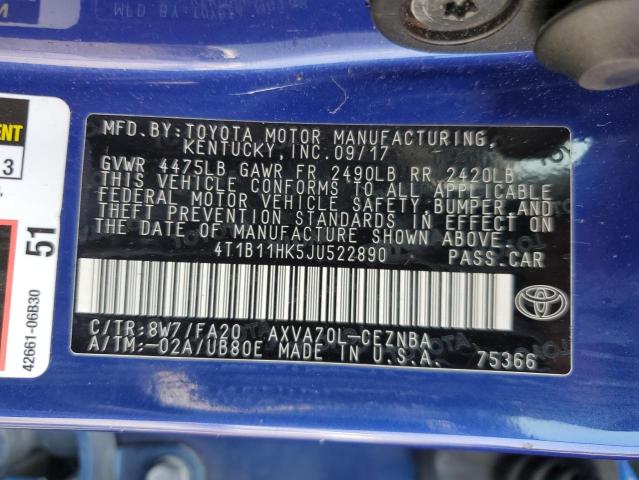 MFD.BY:TOYOTA MOTOR MANUFACTURING,
KENTUCKY, INC.09/17
GVWR 4475LB GAWR FR 2490LB RR 2420LB
THIS VEHICLE CONFORMS TO ALL APPLICABLE
FEDERAL MOTOR VEHICLE SAFETY, BUMPER AND
THEFT PREVENTION STANDARDS IN EFFECT ON
THE DATE OF MANUFACTURE SHOWN ABOVE.
4T1B11HK5JU522890 PASS.CAR
C/TR:8W7/FA20 AXVA70L-CEZNBA
A/TM:-02A/UB80E MADE IN U.S.A.
75366
51
42661-06B30